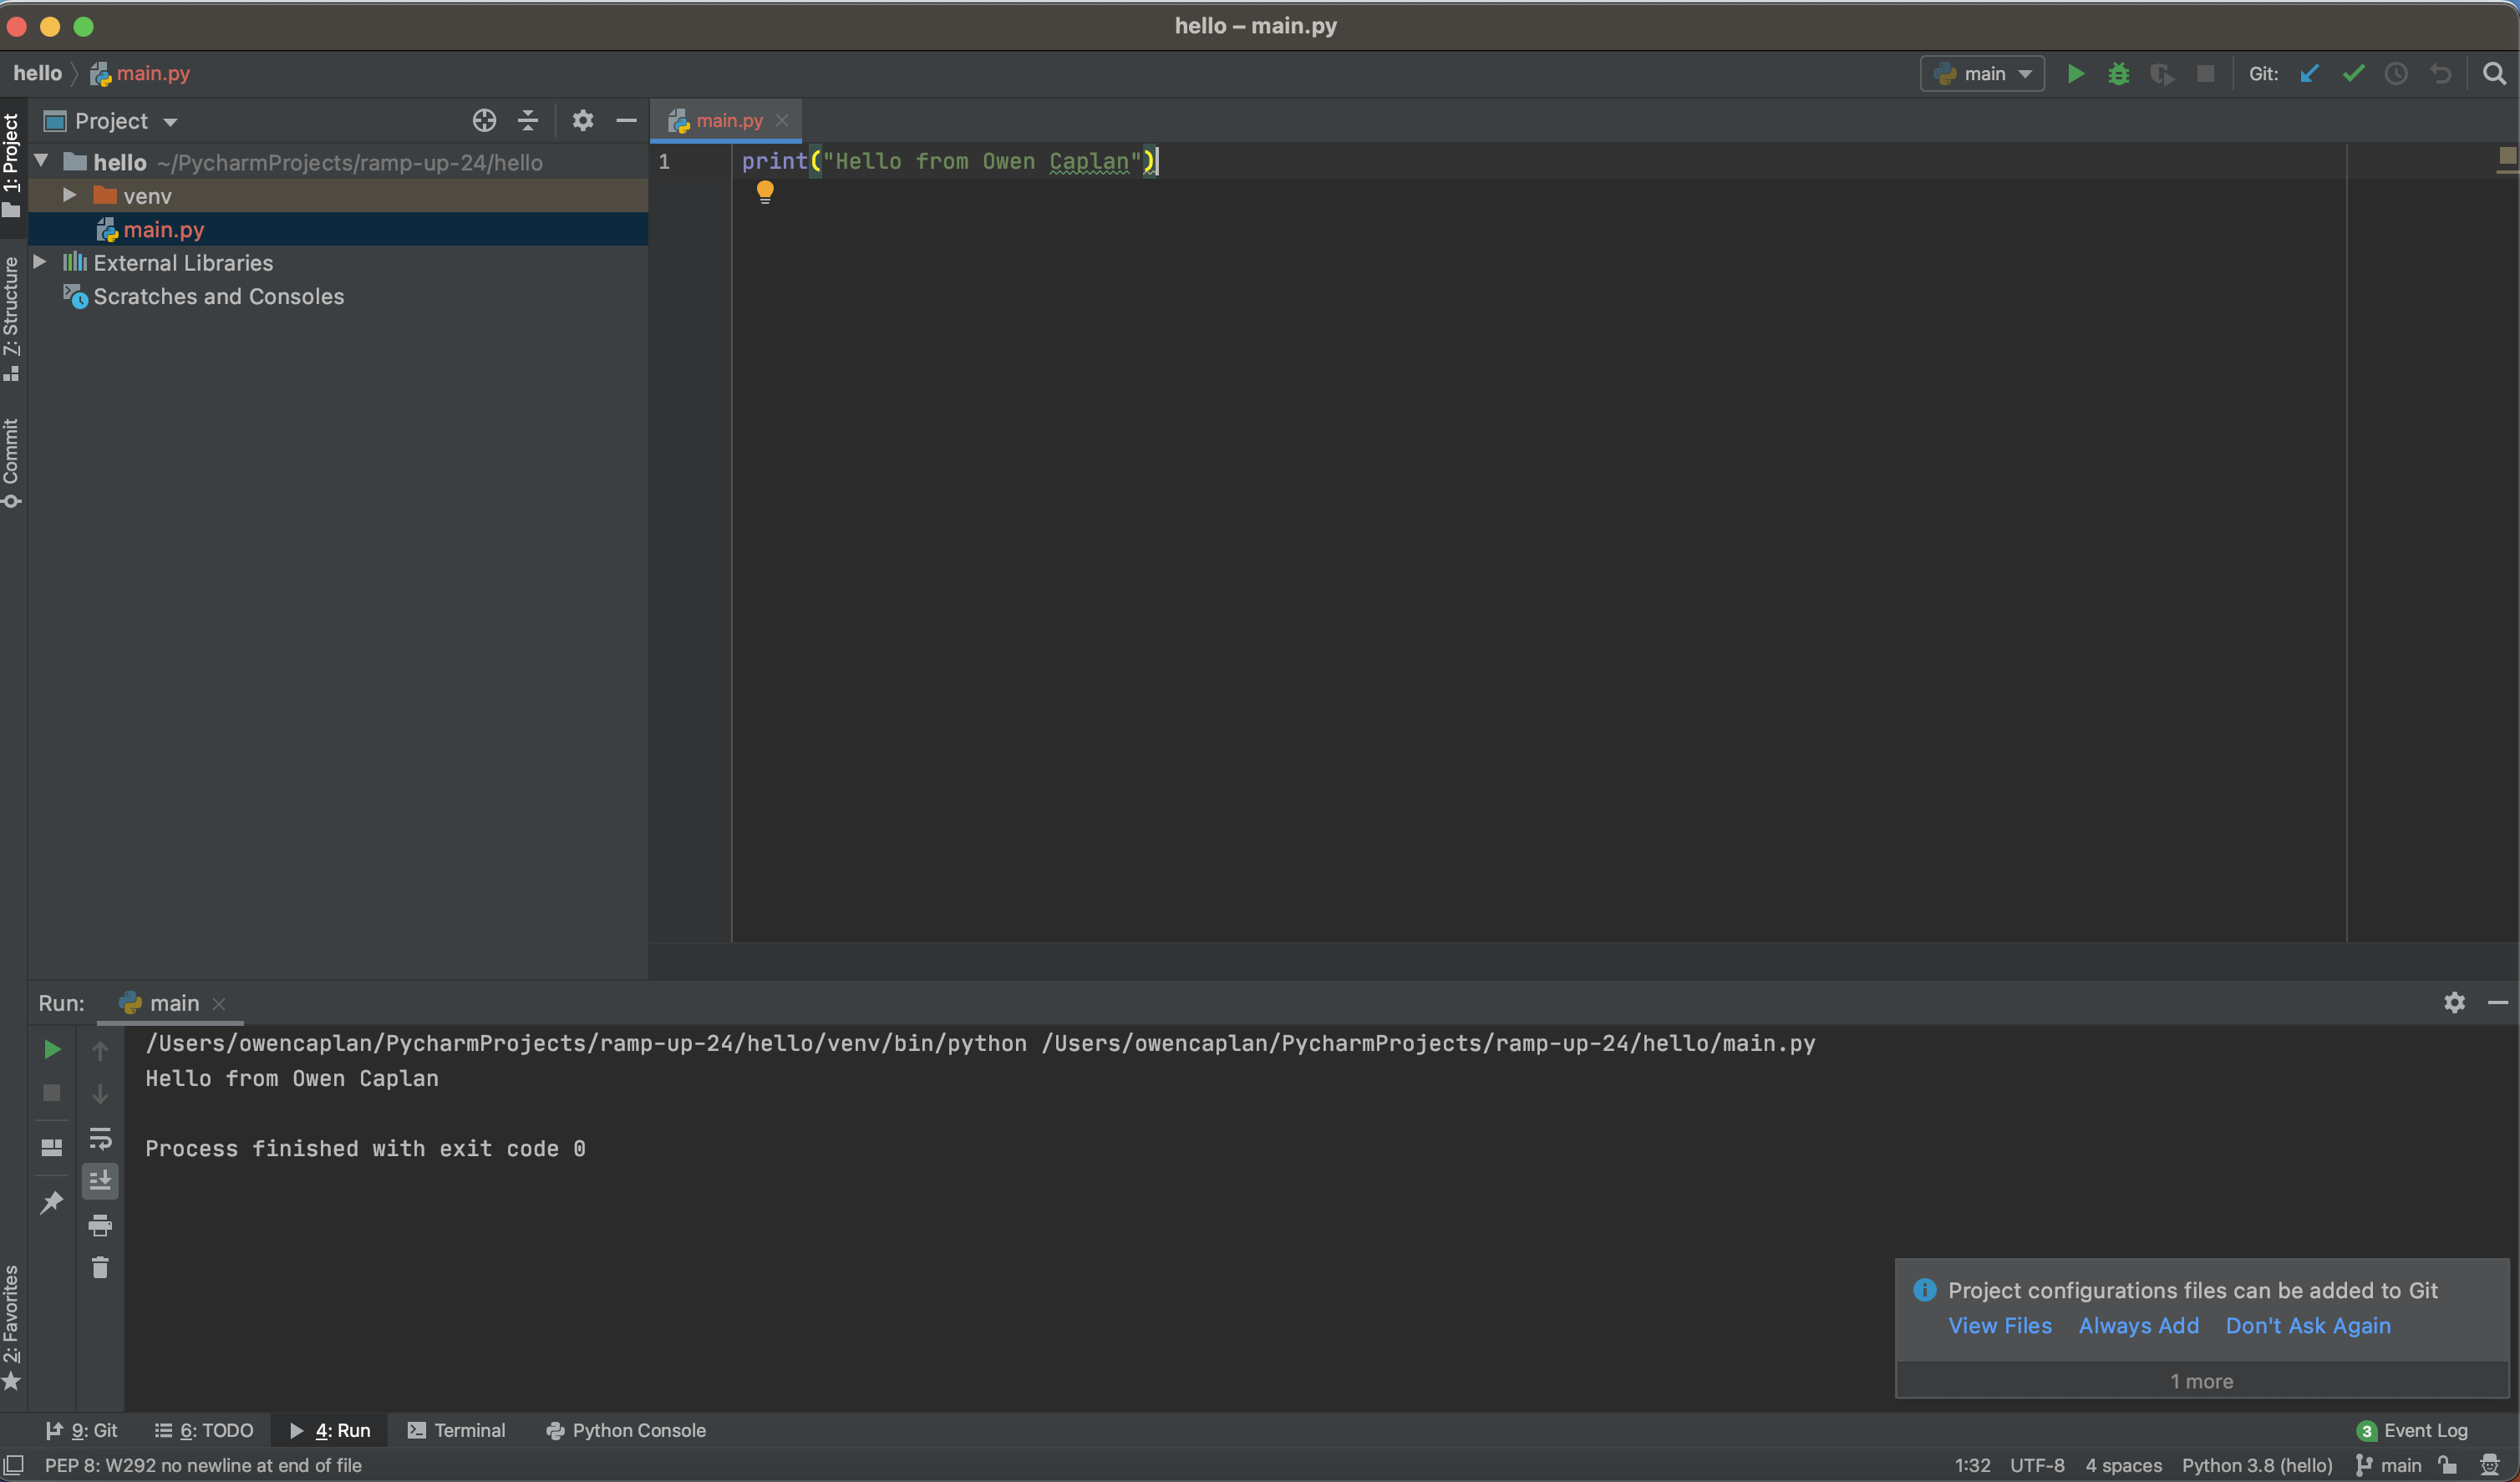 hello – main.py
hello main.py
main
Git:
1: Project
Project
main.py
hello ~/PycharmProjects/ramp-up-24/hello
1 print("Hello from Owen Caplan")
venv
main.py
External Libraries
Scratches and Consoles
Z: Structure
Commit
Run: main
/Users/owencaplan/PycharmProjects/ramp-up-24/hello/venv/bin/python /Users/owencaplan/PycharmProjects/ramp-up-24/hello/main.py
Hello from Owen Caplan
Process finished with exit code 0
2: Favorites
Project configurations files can be added to Git
View Files Always Add Don't Ask Again
1 more
9: Git 6: TODO 4: Run Terminal Python Console 3 Event Log
PEP 8: W292 no newline at end of file 1:32 UTF-8 4 spaces Python 3.8 (hello) main